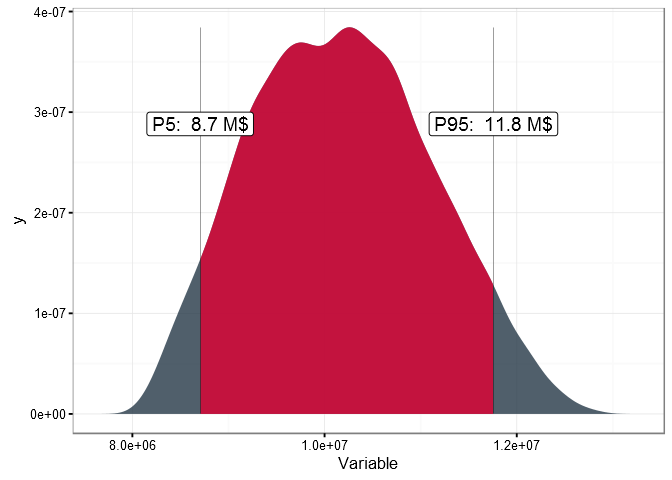 4e-07
3e-07
2e-07
1e-07
0e+00
y
P5:  8.7 M$
P95:  11.8 M$
8.0e+06
1.0e+07
1.2e+07
Variable